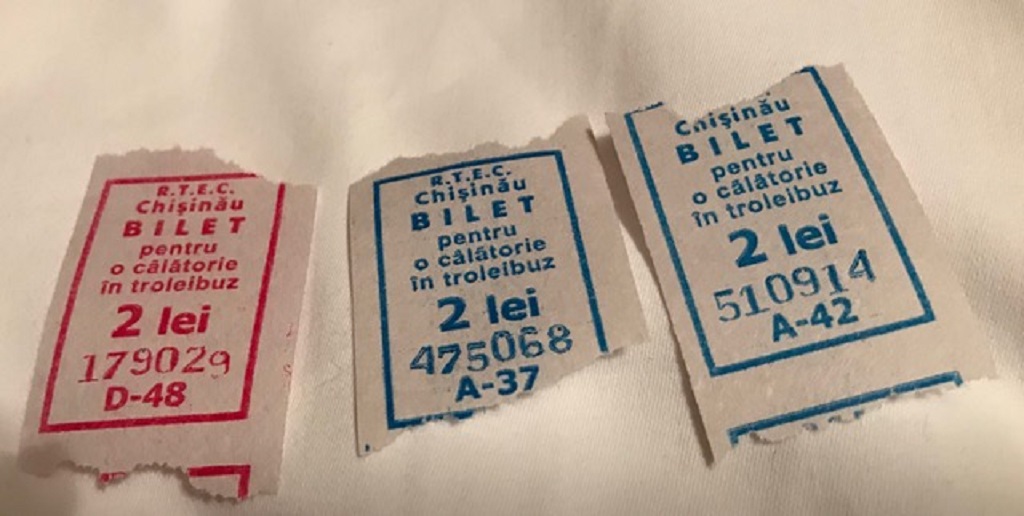 R.T.E.C.
Chişinău
BILET
pentru
o călătorie
în troleibuz
2 lei
179029
D-48
R.T.E.C.
Chişinău
BILET
pentru
o călătorie
în troleibuz
2 lei
475068
A-37
Chişinău
BILET
pentru
o călătorie
în troleibuz
2 lei
510914
A-42